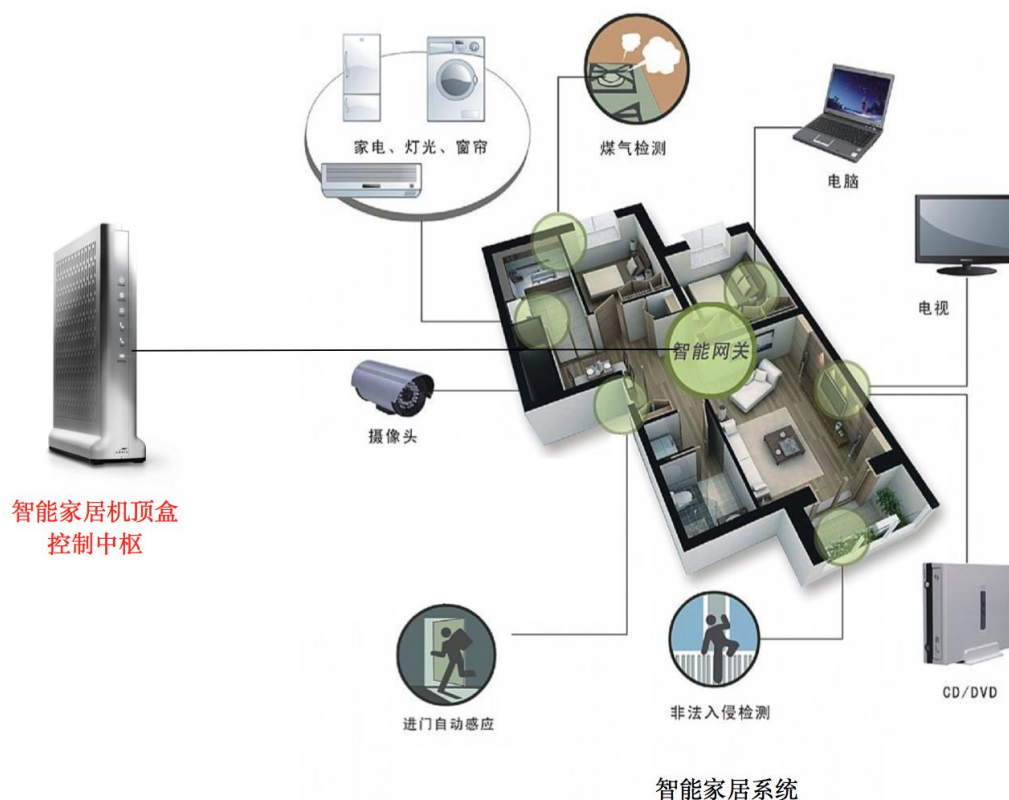 家电、灯光、窗帘
煤气检测
电脑
电视
智能网关
摄像头
智能家居机顶盒
控制中枢
进门自动感应
非法入侵检测
CD/DVD
智能家居系统